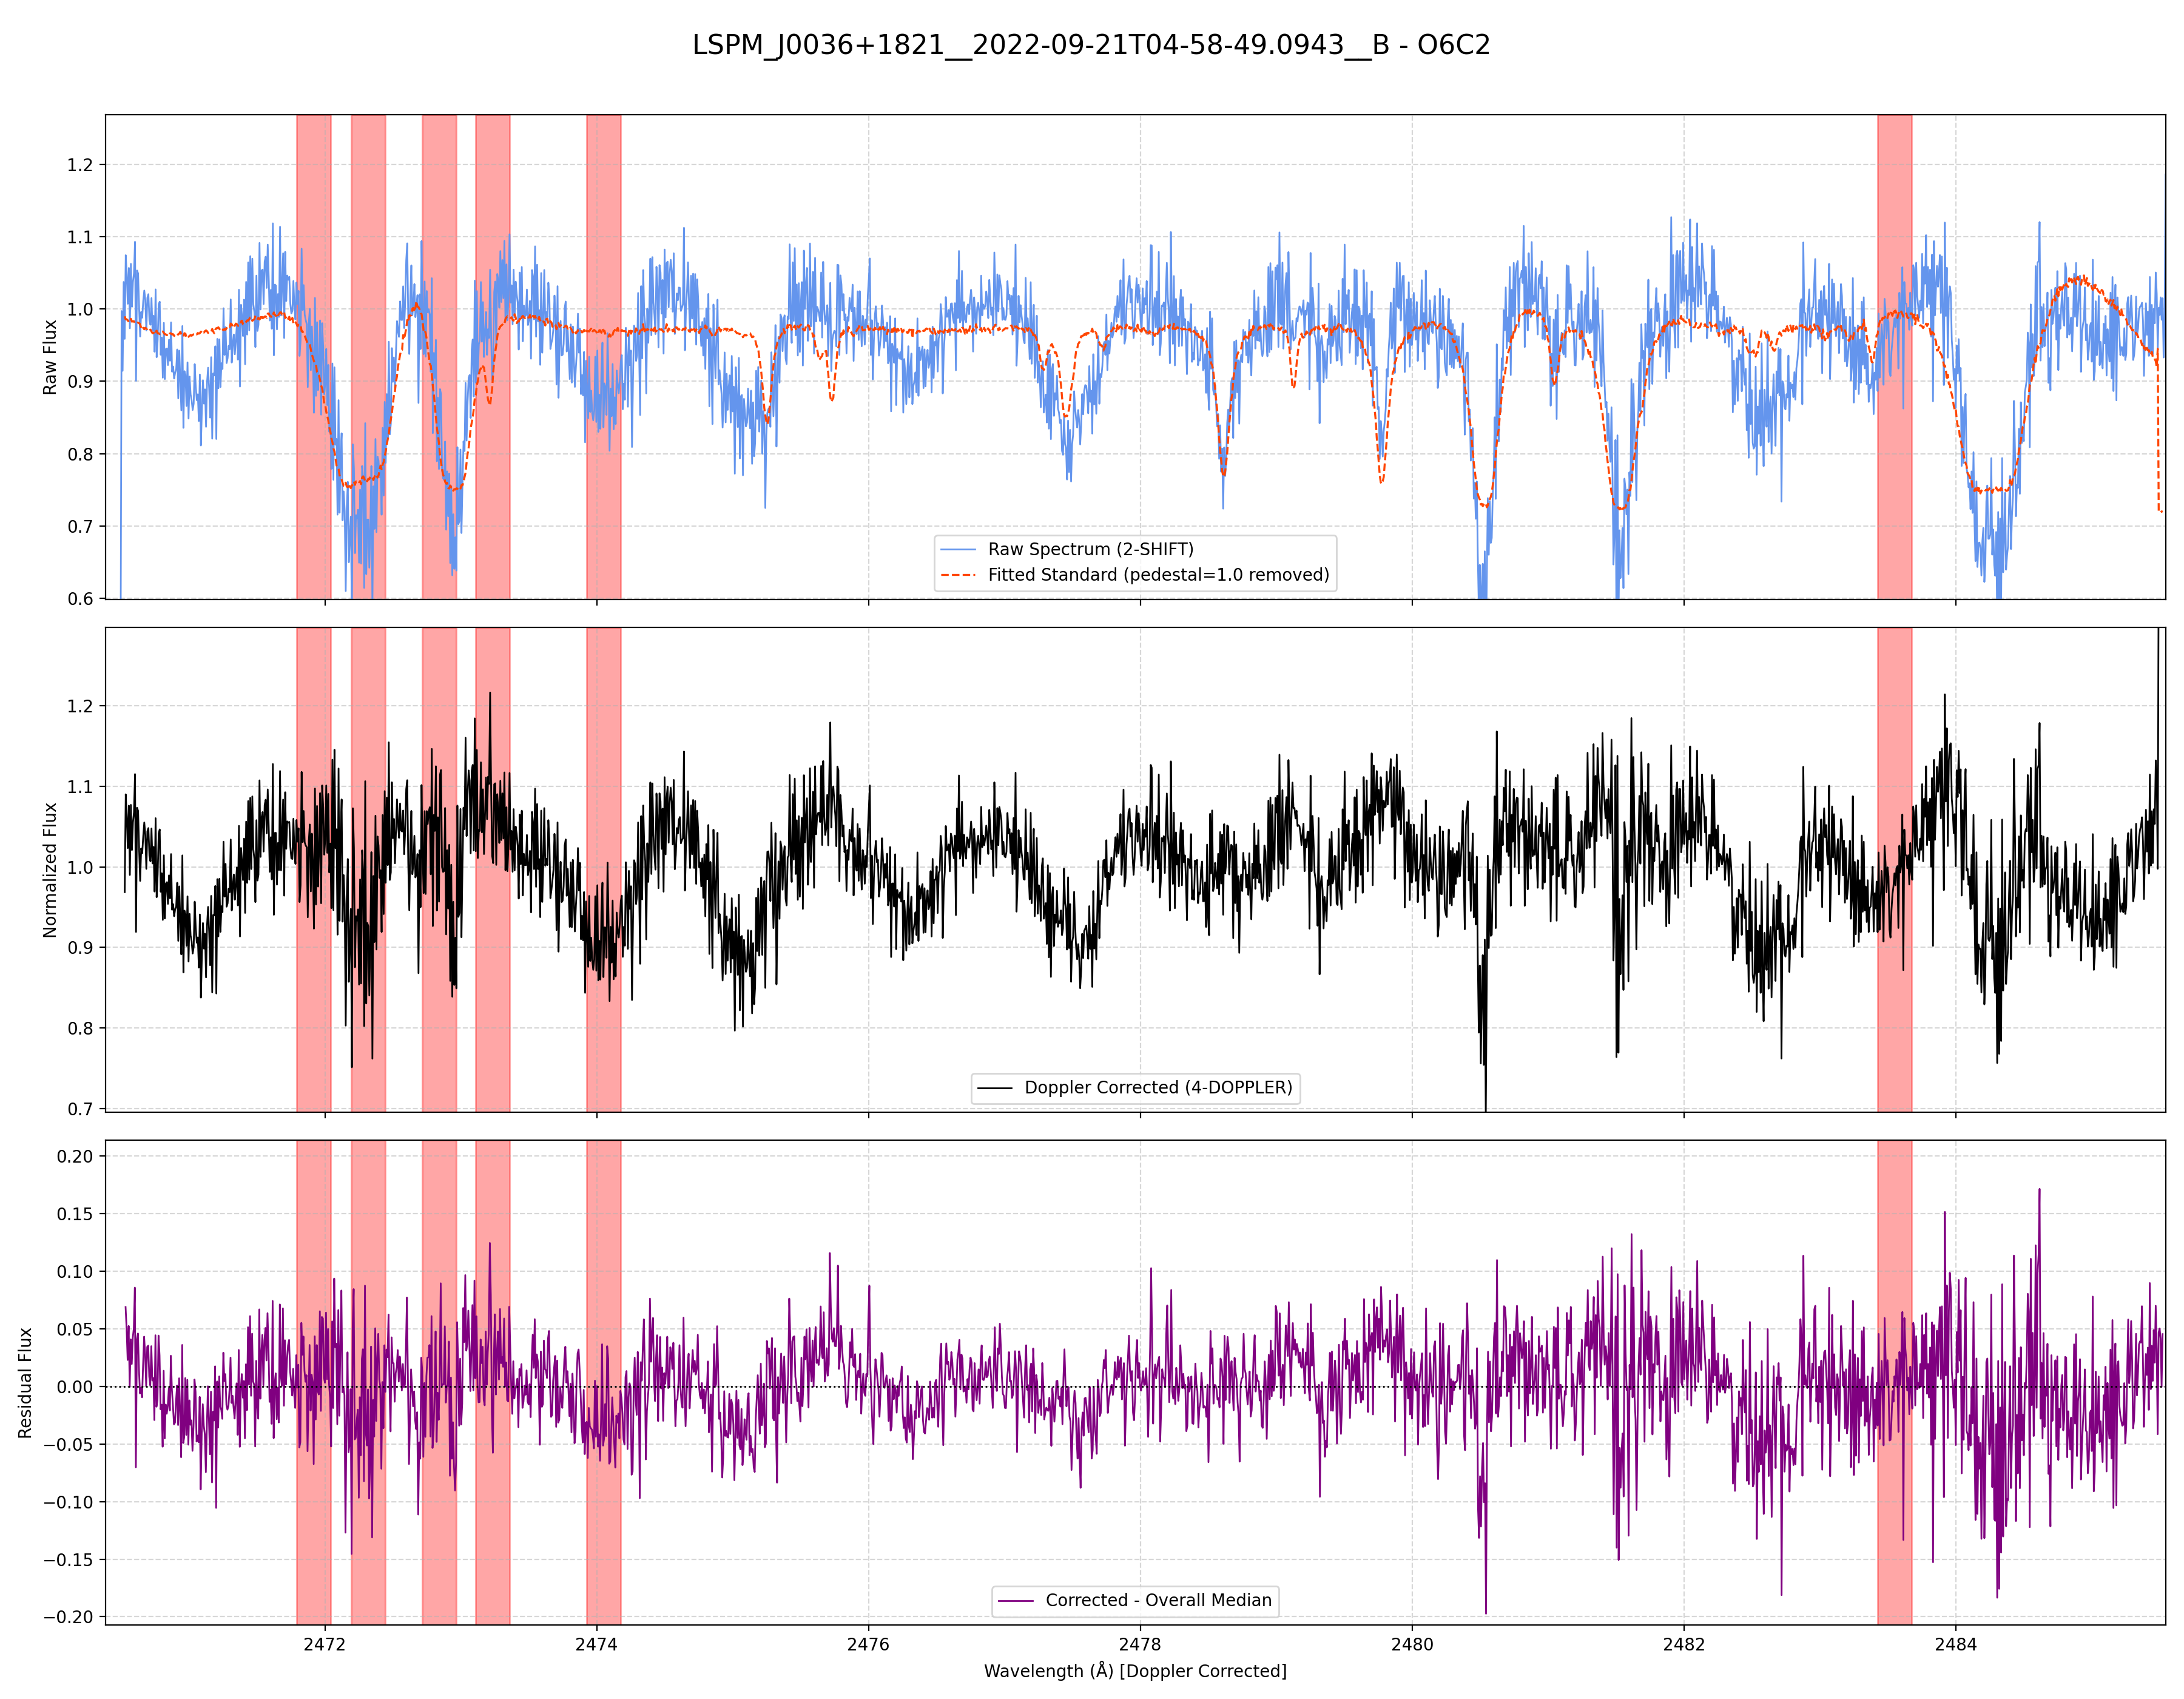 LSPM_J0036+1821__2022-09-21T04-58-49.0943__B - O6C2
Raw Flux
1.2
1.1
1.0
0.9
0.8
0.7
0.6
Raw Spectrum (2-SHIFT)
Fitted Standard (pedestal=1.0 removed)
Normalized Flux
1.2
1.1
1.0
0.9
0.8
0.7
Doppler Corrected (4-DOPPLER)
Residual Flux
0.20
0.15
0.10
0.05
0.00
−0.05
−0.10
−0.15
−0.20
Corrected - Overall Median
2472 2474 2476 2478 2480 2482 2484
Wavelength (Å) [Doppler Corrected]